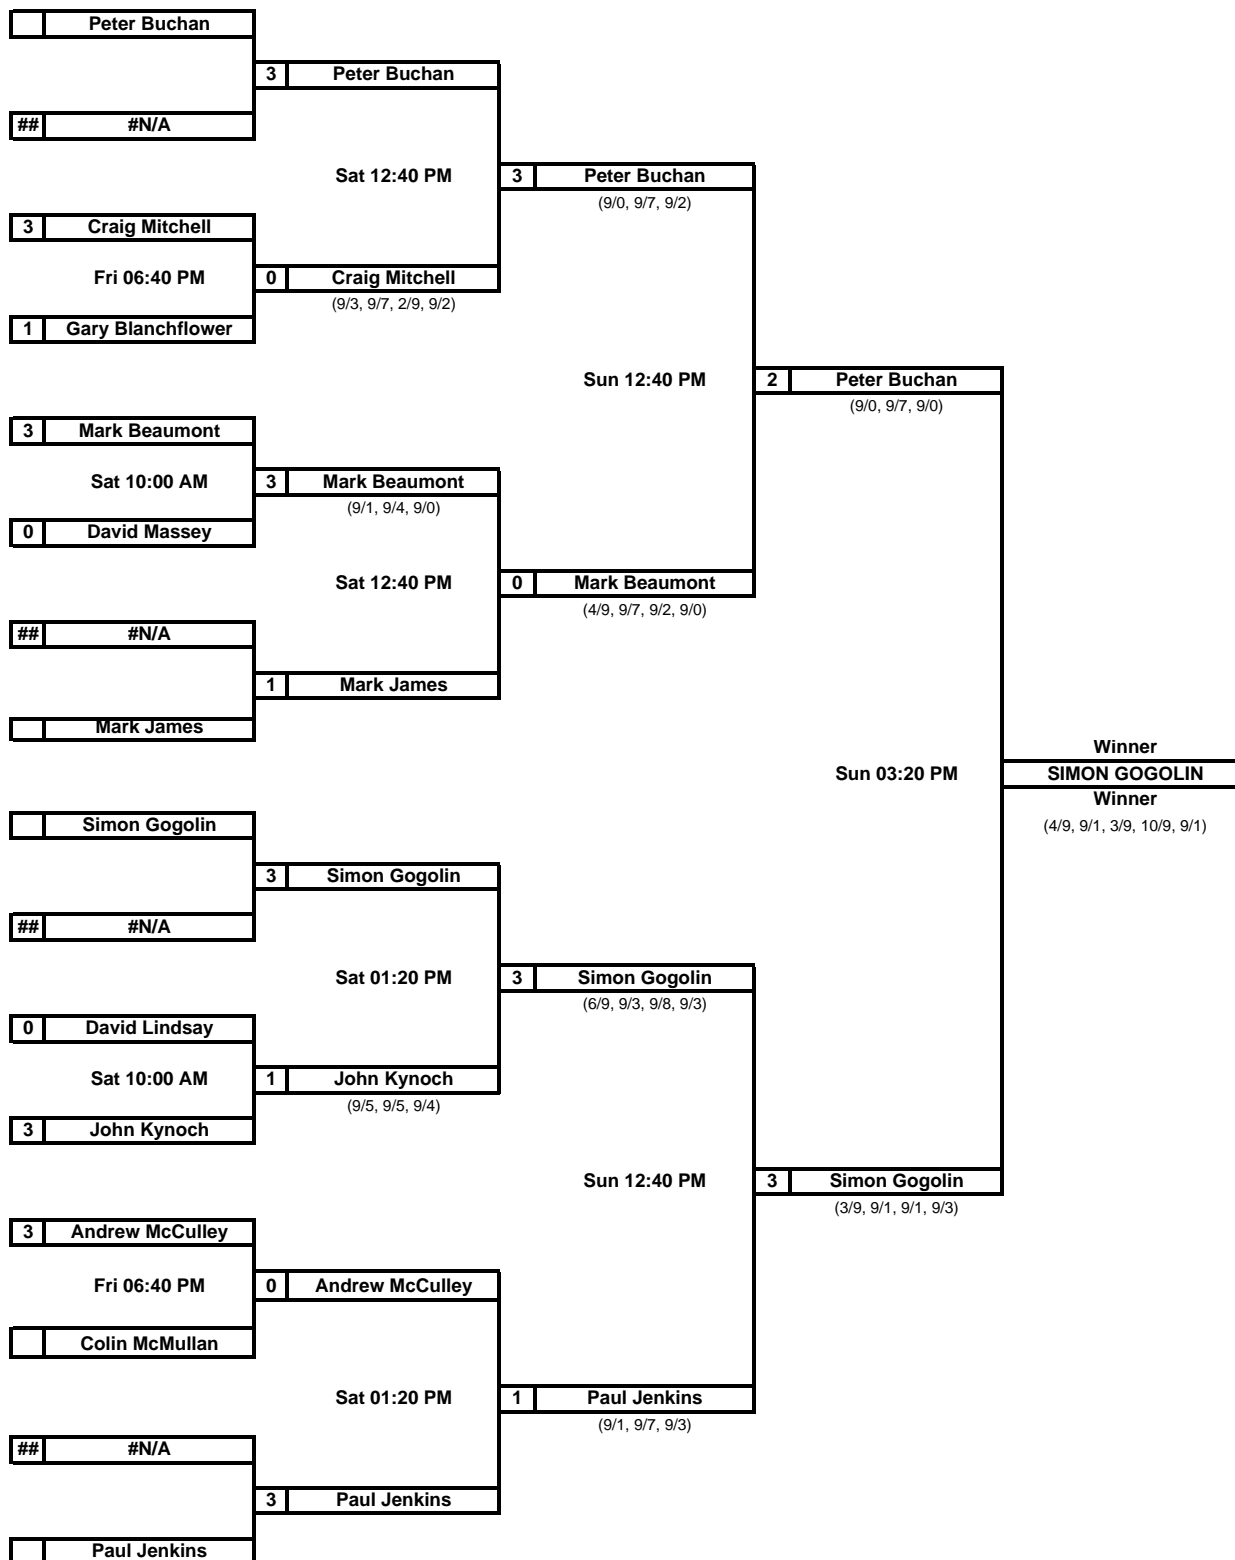 Peter Buchan
3 Peter Buchan
## #N/A
Sat 12:40 PM 3 Peter Buchan
(9/0, 9/7, 9/2)
3 Craig Mitchell
Fri 06:40 PM 0 Craig Mitchell
(9/3, 9/7, 2/9, 9/2)
1 Gary Blanchflower
Sun 12:40 PM 2 Peter Buchan
(9/0, 9/7, 9/0)
3 Mark Beaumont
Sat 10:00 AM 3 Mark Beaumont
(9/1, 9/4, 9/0)
0 David Massey
Sat 12:40 PM 0 Mark Beaumont
(4/9, 9/7, 9/2, 9/0)
## #N/A
1 Mark James
Mark James
Winner
Sun 03:20 PM SIMON GOGOLIN
Winner
Simon Gogolin (4/9, 9/1, 3/9, 10/9, 9/1)
3 Simon Gogolin
## #N/A
Sat 01:20 PM 3 Simon Gogolin
(6/9, 9/3, 9/8, 9/3)
0 David Lindsay
Sat 10:00 AM 1 John Kynoch
(9/5, 9/5, 9/4)
3 John Kynoch
Sun 12:40 PM 3 Simon Gogolin
(3/9, 9/1, 9/1, 9/3)
3 Andrew McCulley
Fri 06:40 PM 0 Andrew McCulley
Colin McMullan
Sat 01:20 PM 1 Paul Jenkins
(9/1, 9/7, 9/3)
## #N/A
3 Paul Jenkins
Paul Jenkins